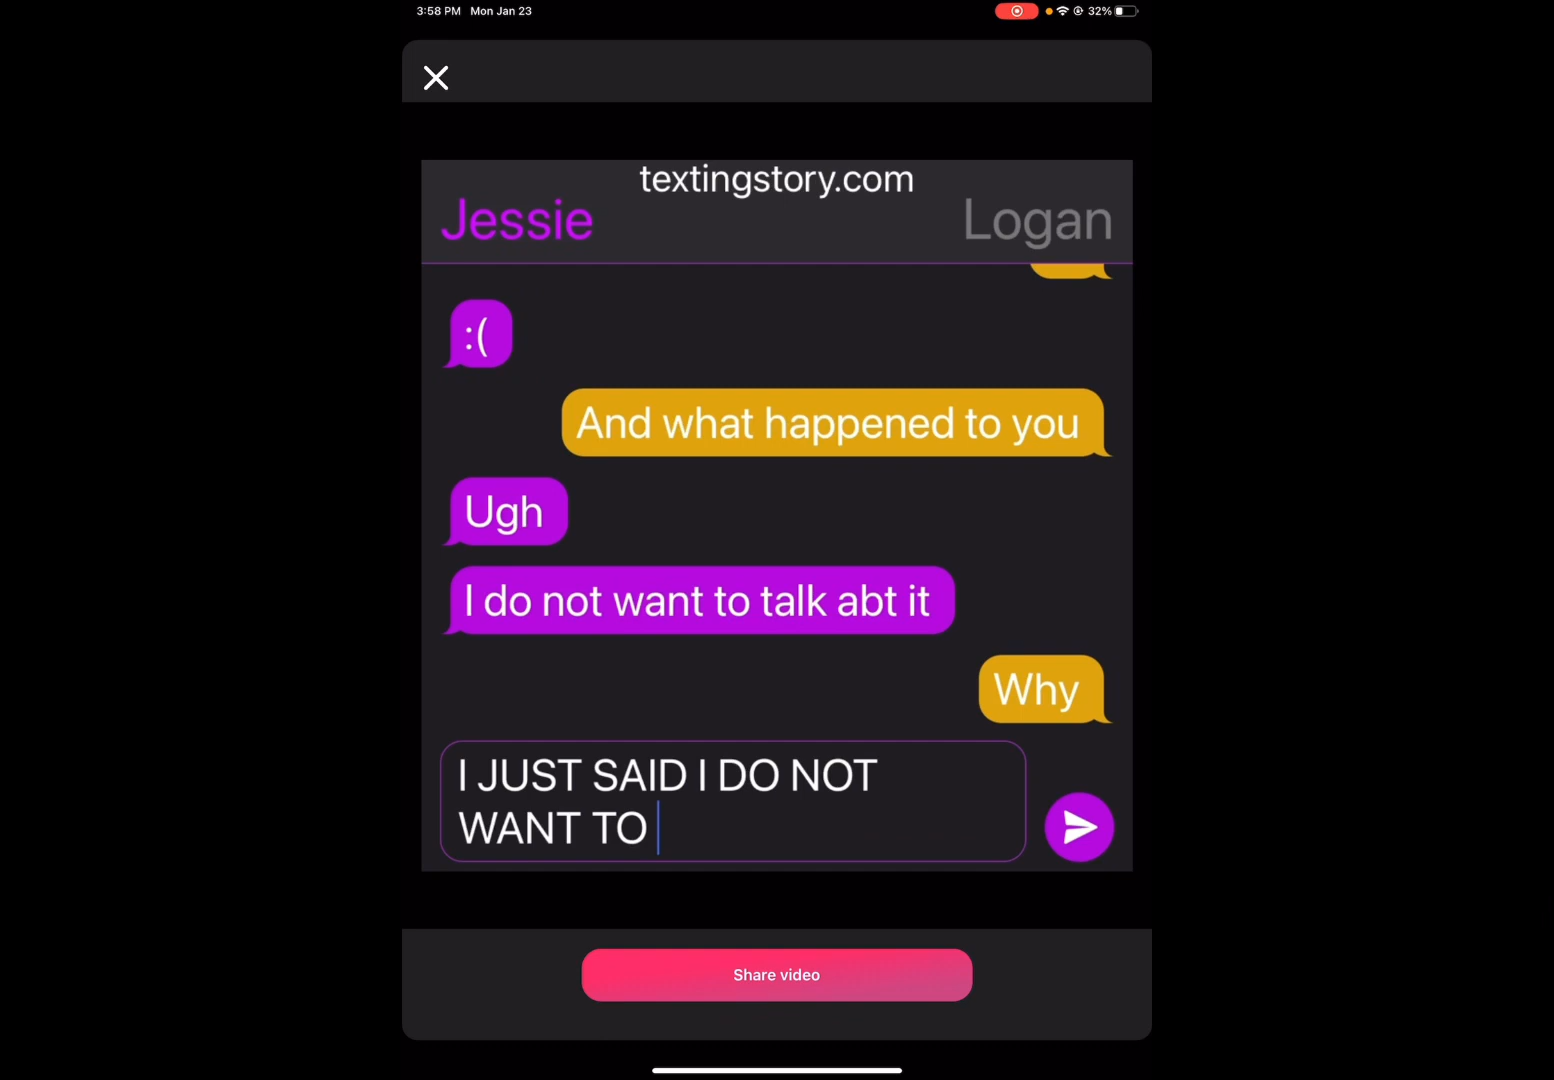 3:58 PM Mon Jan 23
32%
textingstory.com
Jessie
Logan
:(
And what happened to you
Ugh
I do not want to talk abt it
Why
I JUST SAID I DO NOT
WANT TO
Share video